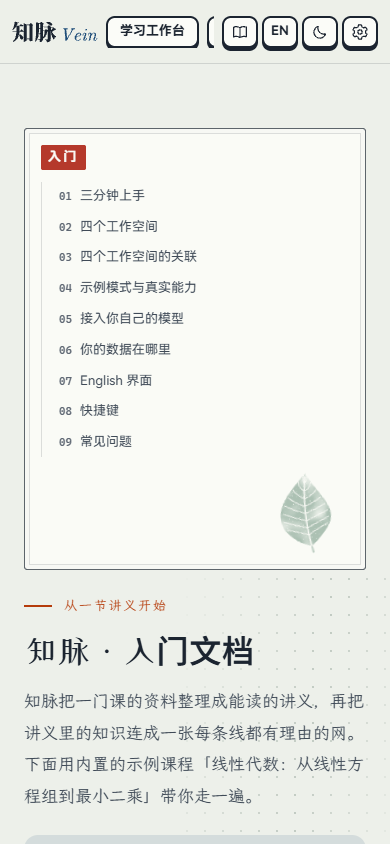 知脉 Vein 学习工作台 EN
入门
01 三分钟上手
02 四个工作空间
03 四个工作空间的关联
04 示例模式与真实能力
05 接入你自己的模型
06 你的数据在哪里
07 English 界面
08 快捷键
09 常见问题
从一节讲义开始
知脉 · 入门文档
知脉把一门课的资料整理成能读的讲义，再把
讲义里的知识连成一张每条线都有理由的网。
下面用内置的示例课程「线性代数：从线性方
程组到最小二乘」带你走一遍。